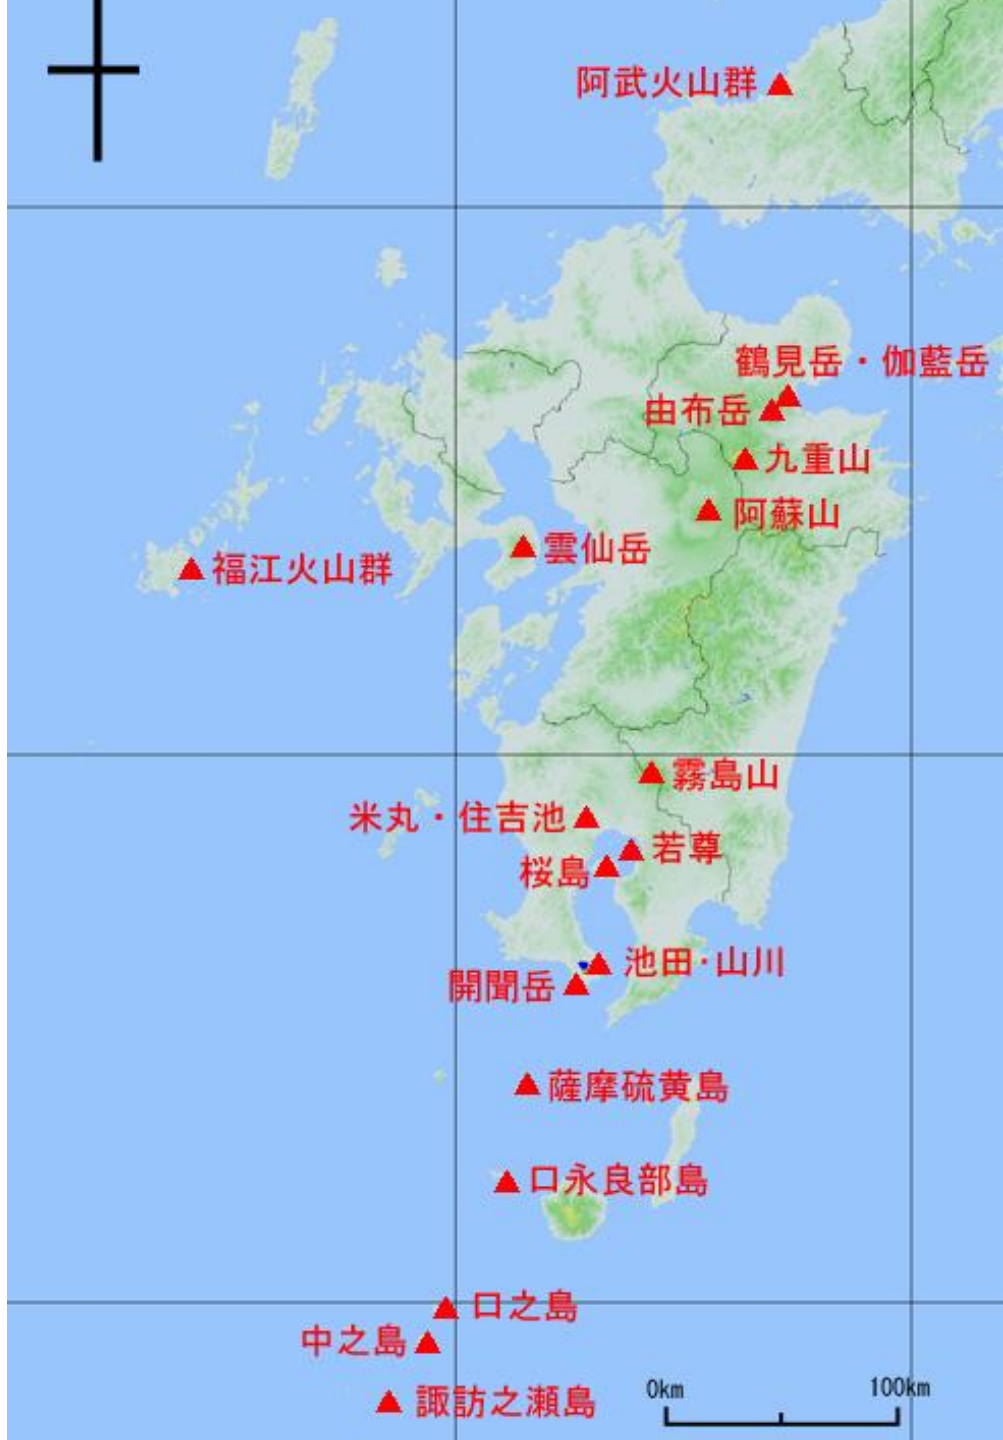 阿武火山群
鶴見岳・伽藍岳
由布岳
九重山
阿蘇山
雲仙岳
福江火山群
霧島山
米丸・住吉池
若尊
桜島
池田・山川
開聞岳
薩摩硫黄島
口永良部島
口之島
中之島
諏訪之瀬島
0km 100km